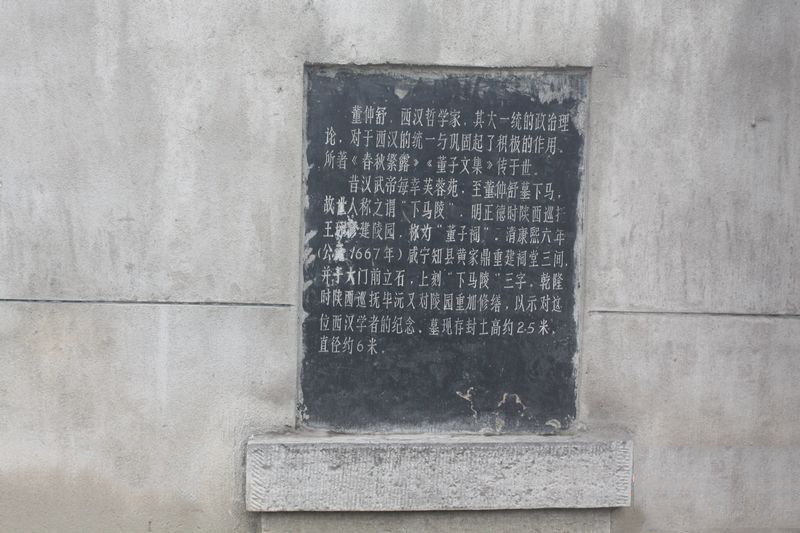 董仲舒，西汉哲学家，其大一统的政治理
论，对于西汉的统一与巩固起了积极的作用。
所著《春秋繁露》《董子文集》传于世。
昔汉武帝每幸芙蓉苑，至董仲舒墓下马，
故世人称之谓“下马陵”，明正德时陕西巡抚
王 修建陵园，称为“董子祠”，清康熙六年
（公元1667年）咸宁知县黄家鼎重建祠堂三间，
并于大门前立石，上刻“下马陵”三字，乾隆
时陕西巡抚毕沅又对陵园重加修缮，以示对这
位西汉学者的纪念。墓现存封土高约2.5米，
直径约6米。